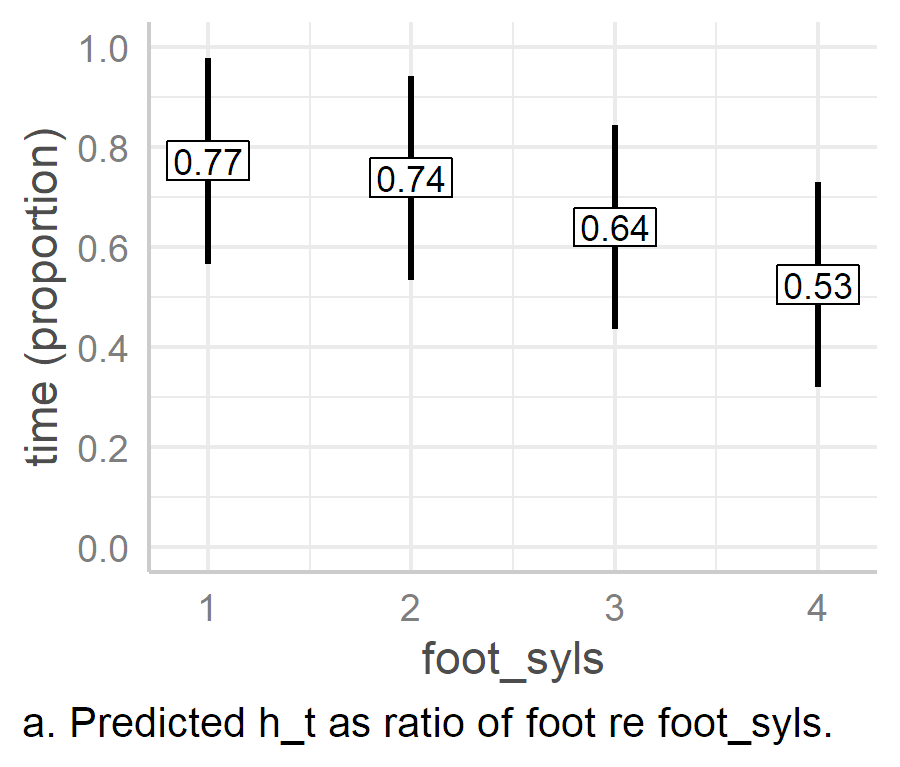 1.0
0.8
0.6
0.4
0.2
0.0
time (proportion)
0.77
0.74
0.64
0.53
1 2 3 4
foot_syls
a. Predicted h_t as ratio of foot re foot_syls.